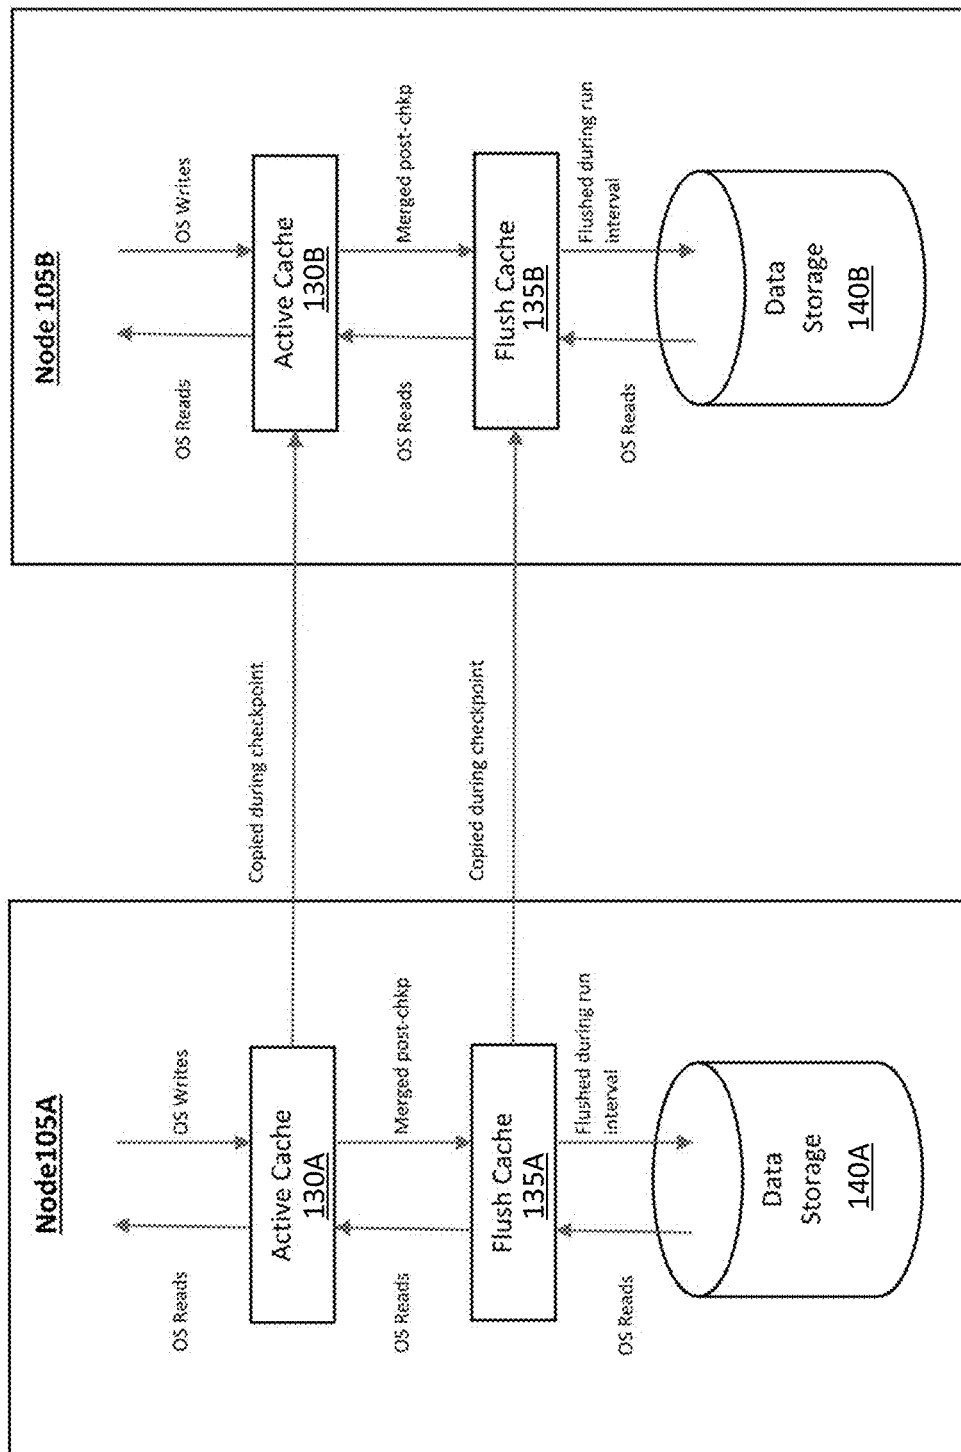 Node105A
OS Reads
OS Writes
Active Cache
130A
OS Reads
Merged post-chkp
Flush Cache
135A
OS Reads
Flushed during run
interval
Data
Storage
140A
Copied during checkpoint
Copied during checkpoint
Node 105B
OS Reads
OS Writes
Active Cache
130B
OS Reads
Merged post-chkp
Flush Cache
135B
OS Reads
Flushed during run
interval
Data
Storage
140B